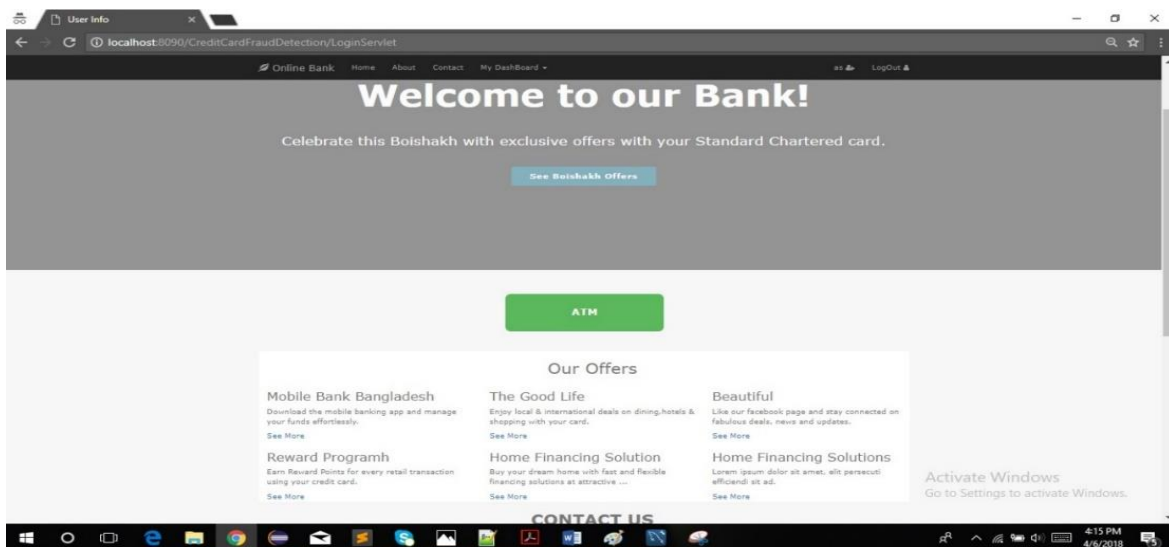 User Info
localhost:8090/CreditCardFraudDetection/LoginServlet
Online Bank Home About Contact My DashBoard as LogOut
Welcome to our Bank!
Celebrate this Boishakh with exclusive offers with your Standard Chartered card.
See Boishakh Offers
ATM
Our Offers
Mobile Bank Bangladesh
Download the mobile banking app and manage
your funds effortlessly.
See More
The Good Life
Enjoy local & international deals on dining,hotels &
shopping with your card.
See More
Beautiful
Like our facebook page and stay connected on
fabulous deals, news and updates.
See More
Reward Programh
Earn Reward Points for every retail transaction
using your credit card.
See More
Home Financing Solution
Buy your dream home with fast and flexible
financing solutions at attractive ...
See More
Home Financing Solutions
Lorem ipsum dolor sit amet, elit persecuti
efficiendi sit ad.
See More
CONTACT US
Activate Windows
Go to Settings to activate Windows.
4:15 PM
4/6/2018